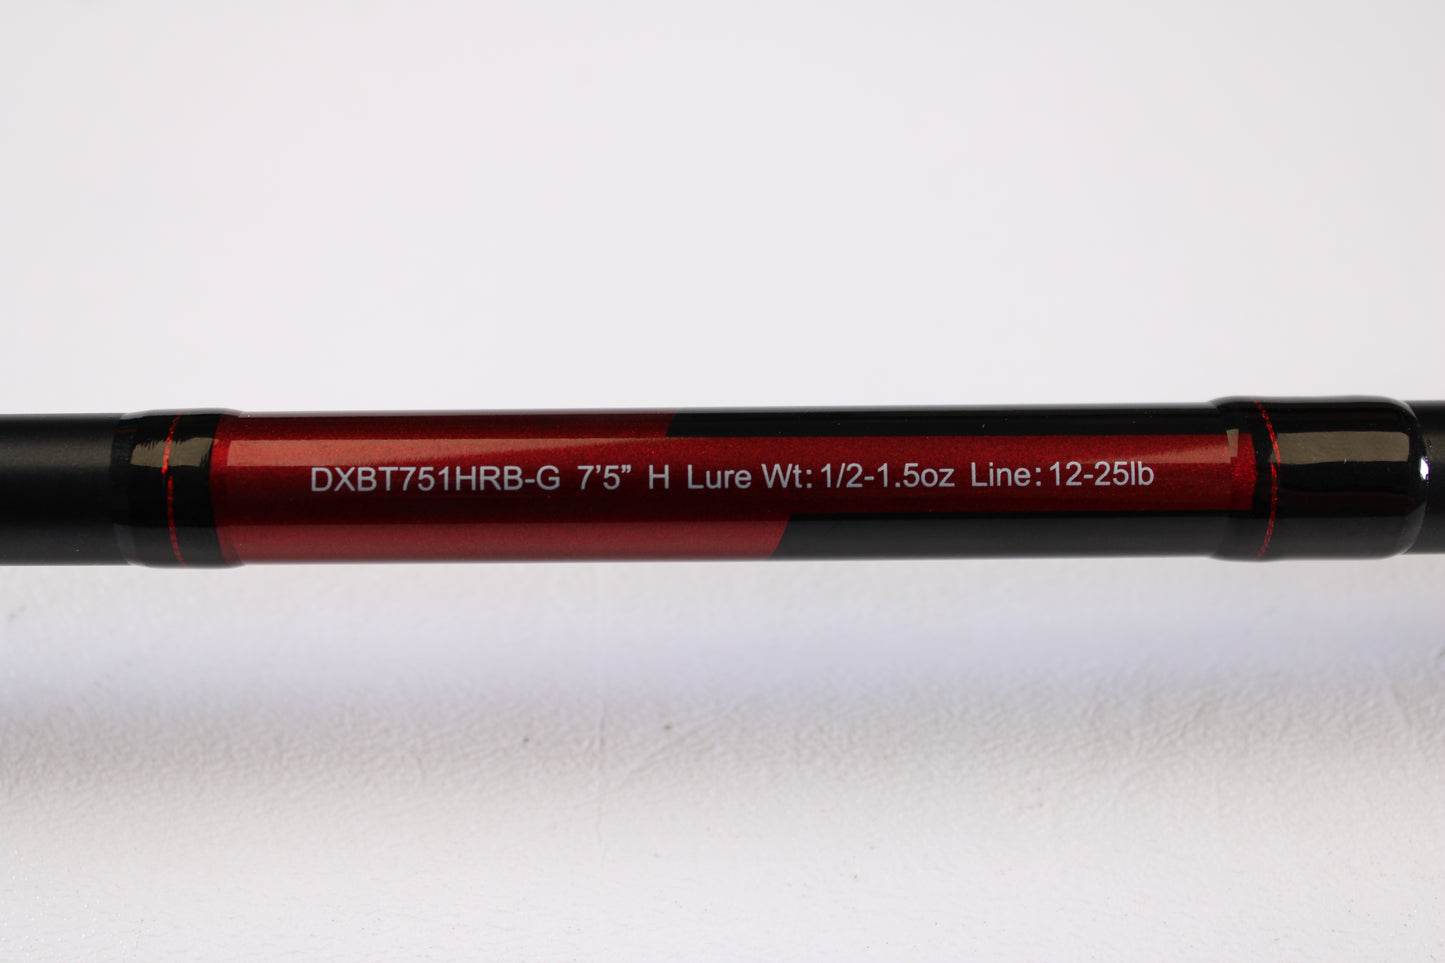 DXBT751HRB-G 7’5” H Lure Wt: 1/2-1.5oz Line: 12-25lb